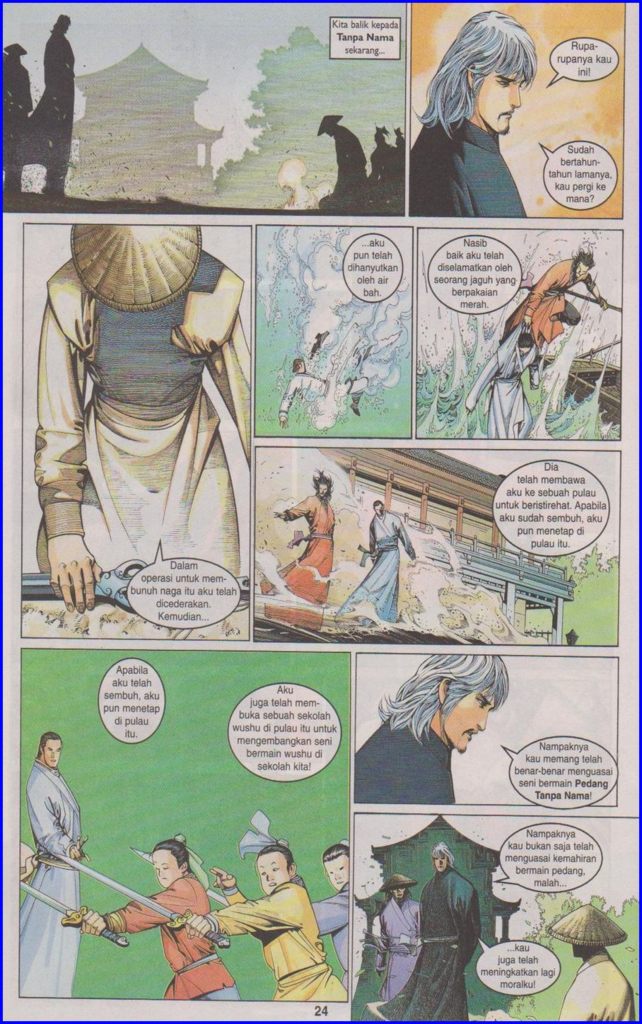 Kita balik kepada
Tanpa Nama
sekarang...
Rupa-
rupanya kau
ini!
Sudah
bertahun-
tahun lamanya,
kau pergi ke
mana?
Dalam
operasi untuk mem-
bunuh naga itu aku telah
dicederakan.
Kemudian...
...aku
pun telah
dihanyutkan
oleh air
bah.
Nasib
baik aku telah
diselamatkan oleh
seorang jaguh yang
berpakaian
merah.
Dia
telah membawa
aku ke sebuah pulau
untuk beristirehat. Apabila
aku sudah sembuh, aku
pun menetap di
pulau itu.
Apabila
aku telah
sembuh, aku
pun menetap
di pulau
itu.
Aku
juga telah mem-
buka sebuah sekolah
wushu di pulau itu untuk
mengembangkan seni
bermain wushu di
sekolah kita!
Nampaknya
kau memang telah
benar-benar menguasai
seni bermain Pedang
Tanpa Nama!
Nampaknya
kau bukan saja telah
menguasai kemahiran
bermain pedang,
malah...
...kau
juga telah
meningkatkan lagi
moralku!
24